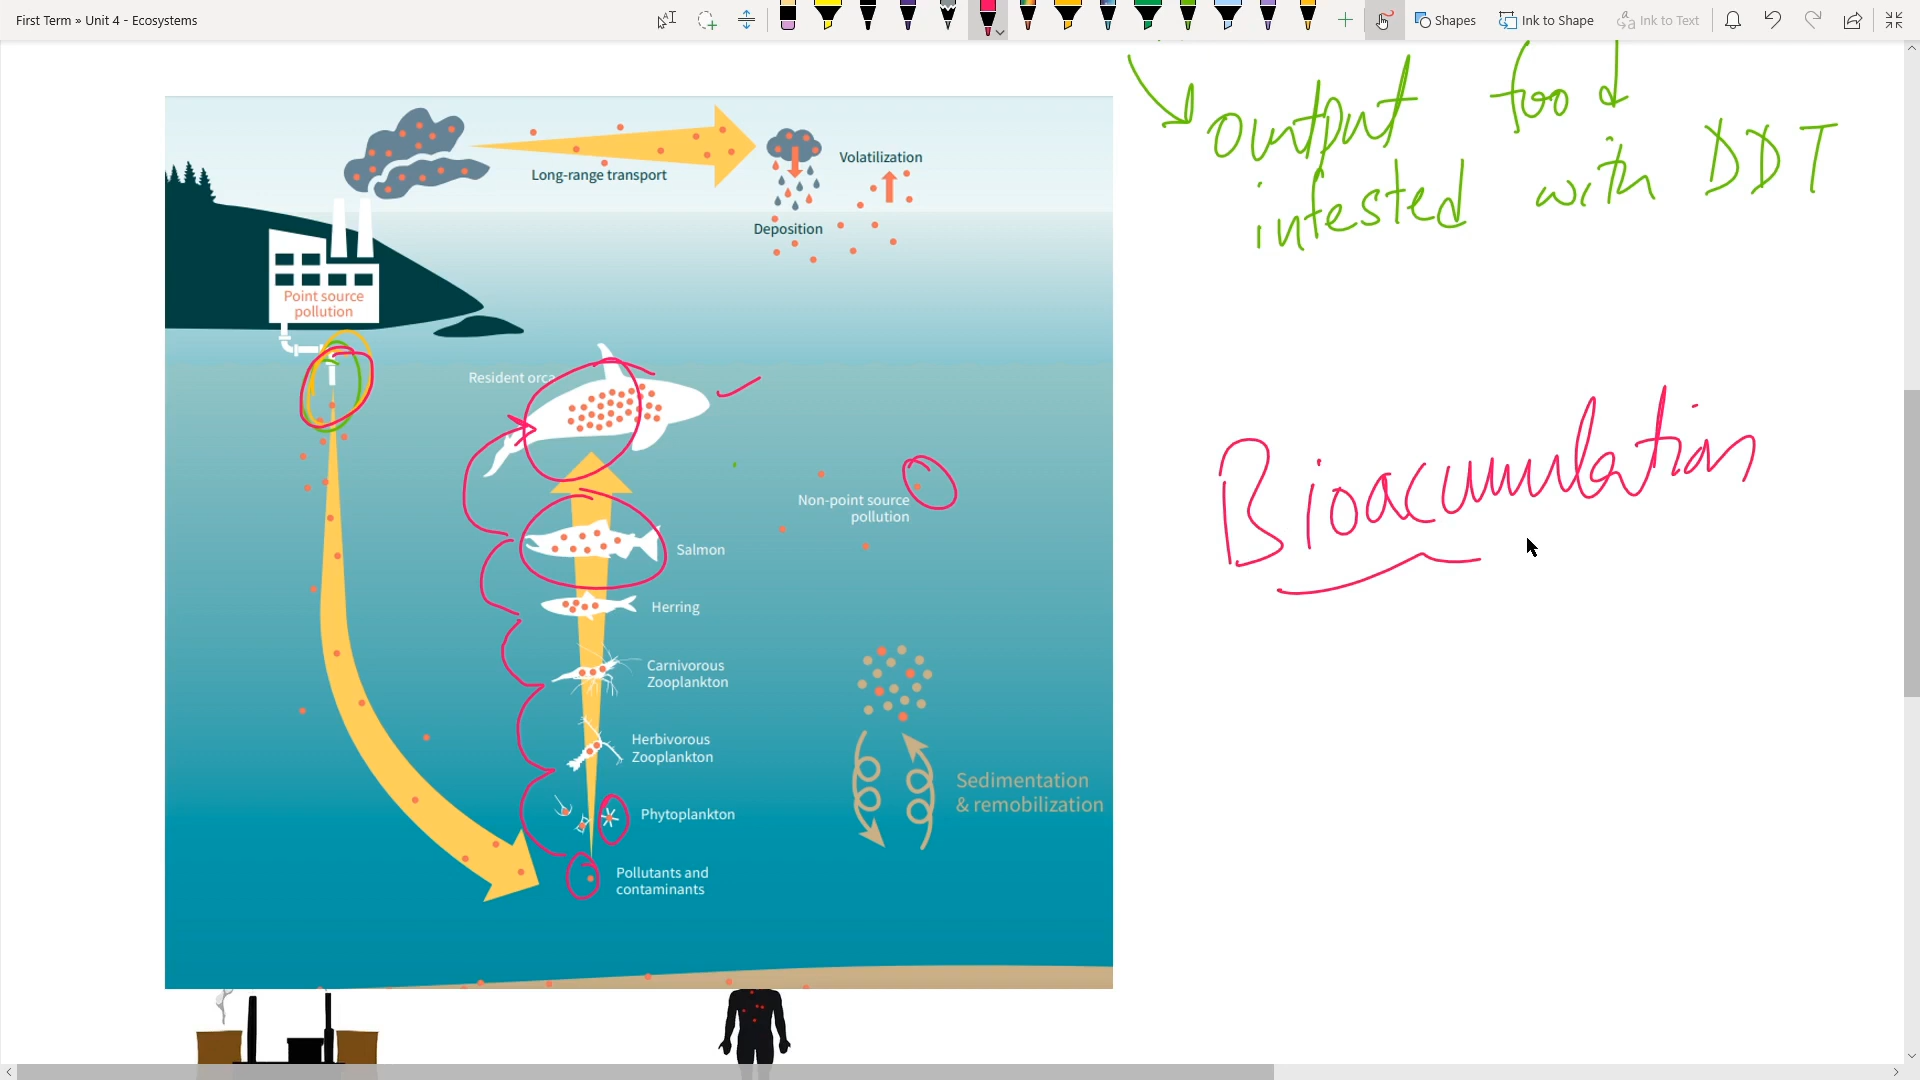 First Term » Unit 4 - Ecosystems
Shapes
Ink to Shape
Ink to Text
output food
infested with DDT
Volatilization
Long-range transport
Deposition
Point source
pollution
Resident orca
Bioacumulation
Non-point source
pollution
Salmon
Herring
Carnivorous
Zooplankton
Herbivorous
Zooplankton
Sedimentation
& remobilization
Phytoplankton
Pollutants and
contaminants